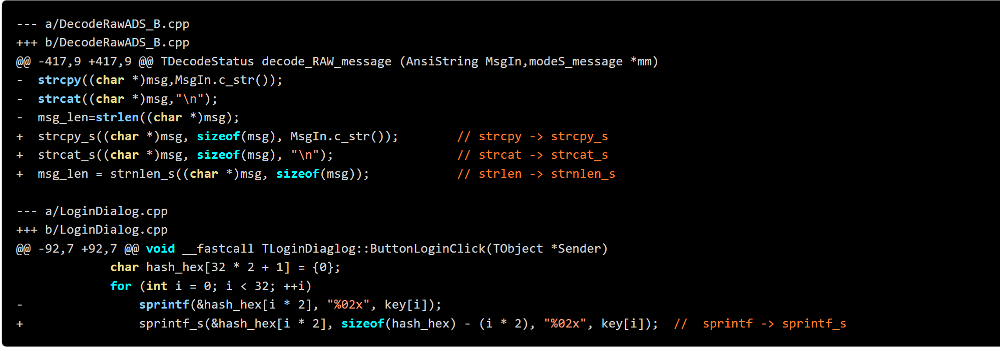 --- a/DecodeRawADS_B.cpp
+++ b/DecodeRawADS_B.cpp
@@ -417,9 +417,9 @@ TDecodeStatus decode_RAW_message (AnsiString MsgIn,modeS_message *mm)
-  strcpy((char *)msg,MsgIn.c_str());
-  strcat((char *)msg,"\n");
-  msg_len=strlen((char *)msg);
+  strcpy_s((char *)msg, sizeof(msg), MsgIn.c_str());        // strcpy -> strcpy_s
+  strcat_s((char *)msg, sizeof(msg), "\n");                 // strcat -> strcat_s
+  msg_len = strnlen_s((char *)msg, sizeof(msg));            // strlen -> strnlen_s
--- a/LoginDialog.cpp
+++ b/LoginDialog.cpp
@@ -92,7 +92,7 @@ void __fastcall TLoginDiaglog::ButtonLoginClick(TObject *Sender)
             char hash_hex[32 * 2 + 1] = {0};
             for (int i = 0; i < 32; ++i)
-                sprintf(&hash_hex[i * 2], "%02x", key[i]);
+                sprintf_s(&hash_hex[i * 2], sizeof(hash_hex) - (i * 2), "%02x", key[i]);  //  sprintf -> sprintf_s